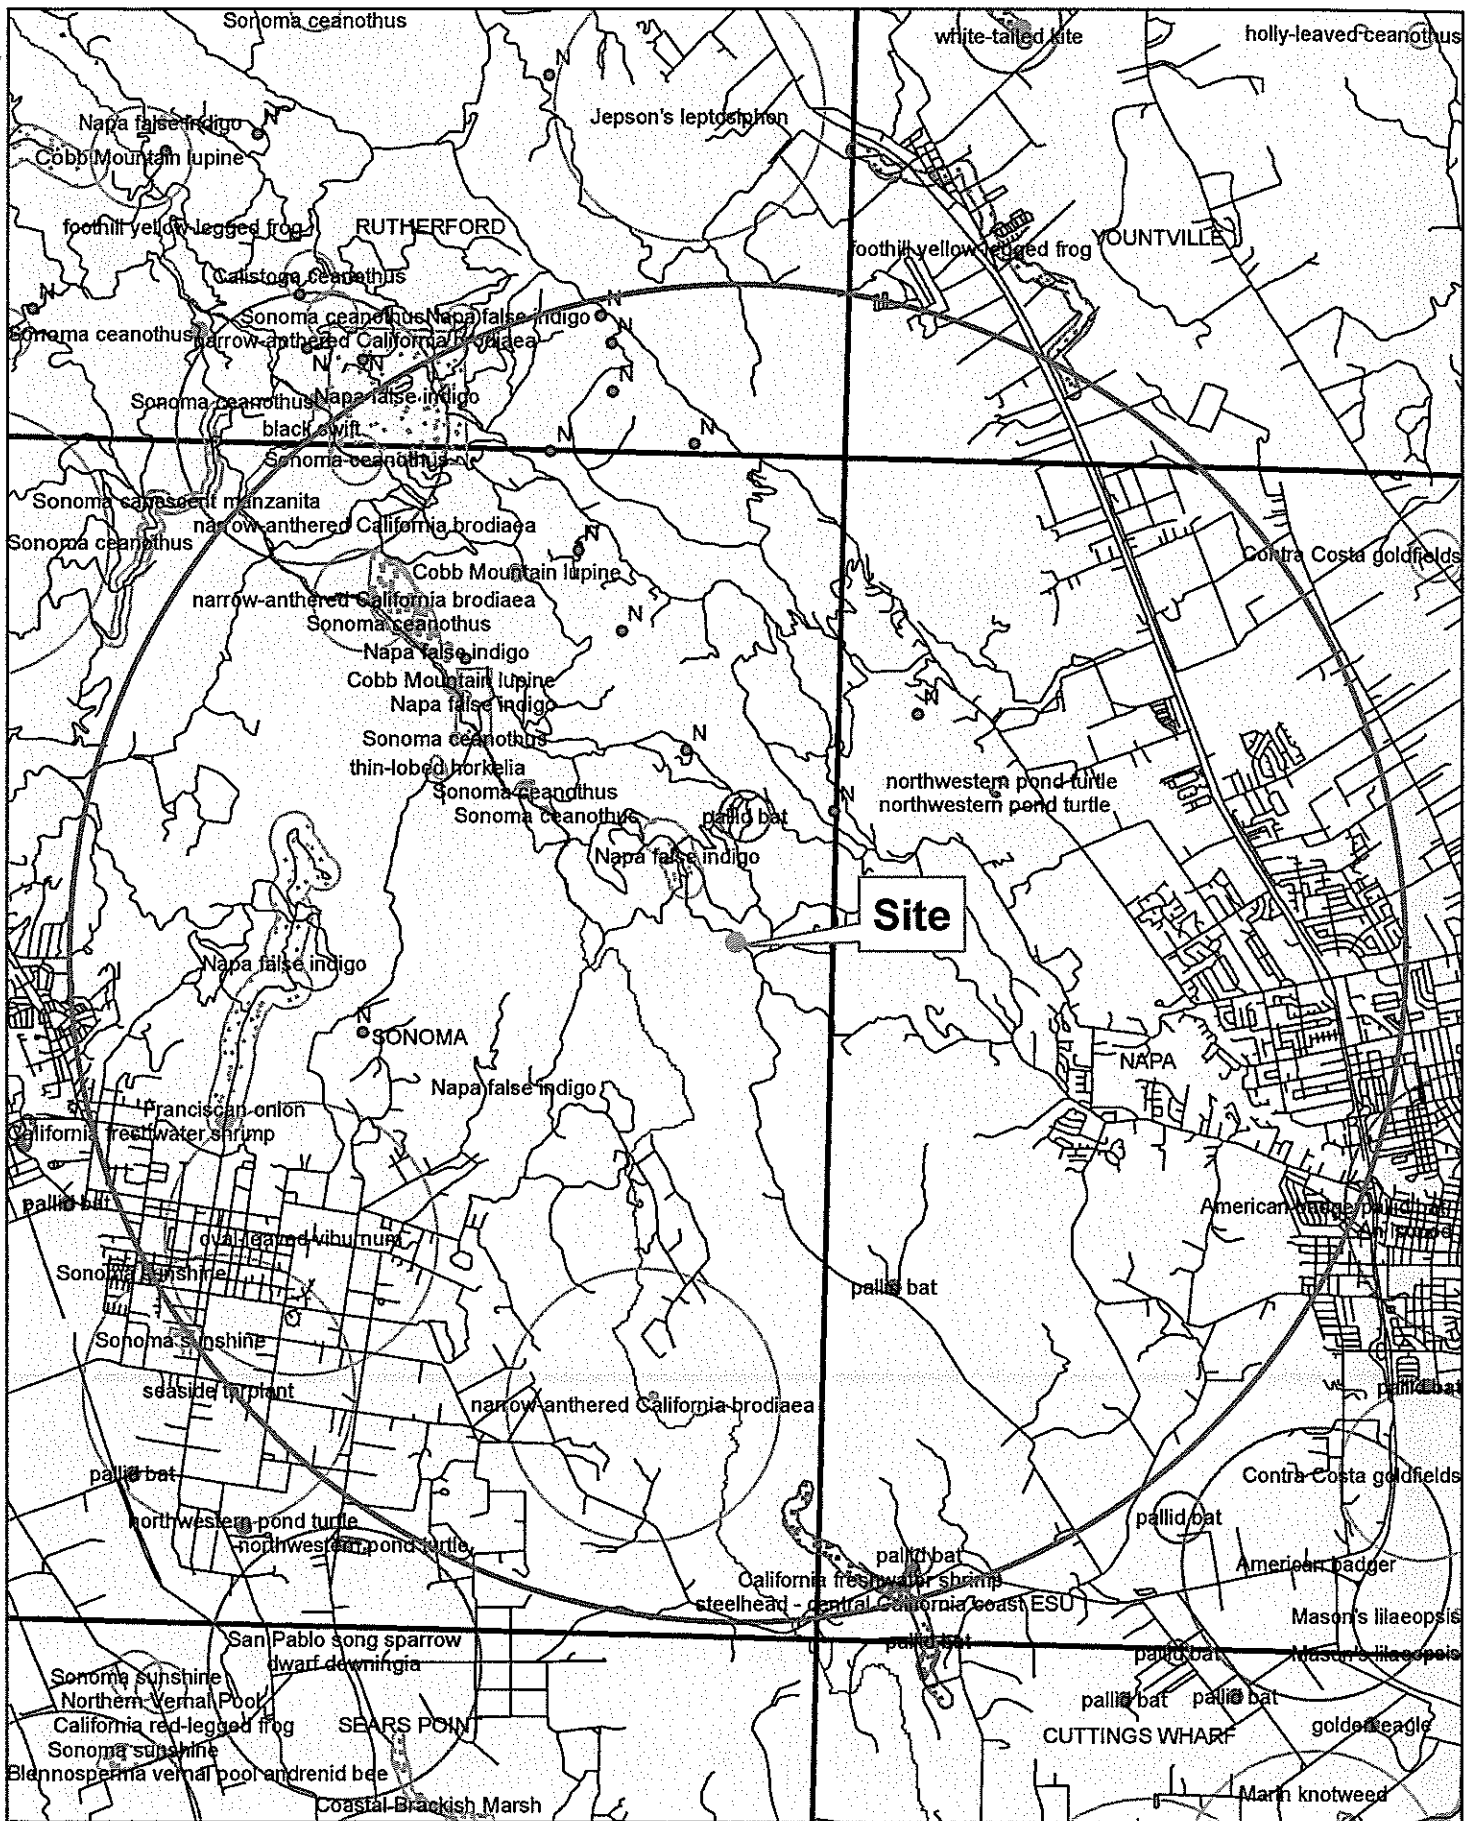 Sonoma ceanothus
white-tailed kite
holly-leaved ceanothus
N
Jepson's leptosiphon
Napa false indigo
N
Cobb Mountain lupine
foothill yellow-legged frog
RUTHERFORD
YOUNTVILLE
foothill yellow-legged frog
Calistoga ceanothus
N
N
Sonoma ceanothus
Napa false indigo
Sonoma ceanothus
narrow-anthered California brodiaea
N
N
N
N
Sonoma ceanothus
Napa false indigo
black swift
N
N
Sonoma ceanothus
Sonoma canescent manzanita
narrow-anthered California brodiaea
N
Sonoma ceanothus
Contra Costa goldfields
Cobb Mountain lupine
narrow-anthered California brodiaea
N
Sonoma ceanothus
Napa false indigo
Cobb Mountain lupine
Napa false indigo
N
Sonoma ceanothus
N
thin-lobed horkelia
northwestern pond turtle
Sonoma ceanothus
N
northwestern pond turtle
Sonoma ceanothus
pallid bat
Napa false indigo
Site
Napa false indigo
N
SONOMA
NAPA
Napa false indigo
Franciscan onion
California freshwater shrimp
pallid bat
American badger
pallid bat
oval-leaved viburnum
Sonoma sunshine
pallid bat
Sonoma sunshine
seaside tarplant
pallid bat
narrow-anthered California brodiaea
pallid bat
Contra Costa goldfields
northwestern pond turtle
pallid bat
northwestern pond turtle
pallid bat
American badger
California freshwater shrimp
steelhead - central California coast ESU
Mason's lilaeopsis
San Pablo song sparrow
pallid bat
pallid bat
Mason's lilaeopsis
dwarf downingia
Sonoma sunshine
Northern Vernal Pool
pallid bat
pallid bat
California red-legged frog
SEARS POINT
CUTTINGS WHARF
golden eagle
Sonoma sunshine
Blennosperma vernal pool andrenid bee
Marin knotweed
Coastal Brackish Marsh